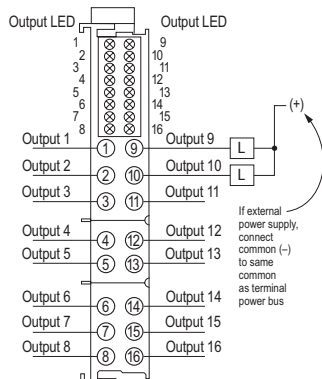 Output LED Output LED
1 9
2 10
3 11
4 12
5 13
6 14
7 15
8 16
Output 1 1 9 Output 9 L (+)
Output 2 2 10 Output 10 L
Output 3 3 11 Output 11
If external
power supply,
connect
common (–)
to same
common
as terminal
power bus
Output 4 4 12 Output 12
Output 5 5 13 Output 13
Output 6 6 14 Output 14
Output 7 7 15 Output 15
Output 8 8 16 Output 16